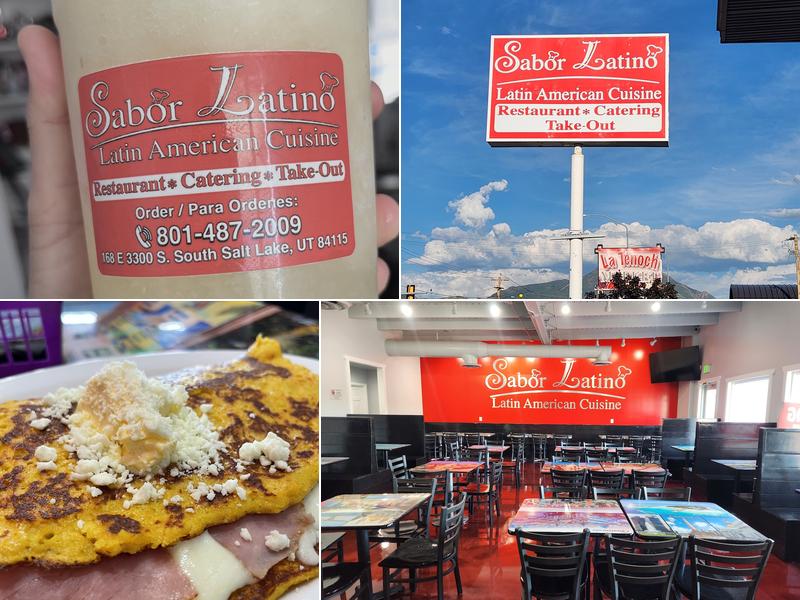 Sabor Latino
Latin American Cuisine
Restaurant * Catering * Take-Out
Order / Para Ordenes:
801-487-2009
168 E 3300 S. South Salt Lake, UT 84115
Sabor Latino
Latin American Cuisine
Restaurant * Catering
Take-Out
La Tenock
Sabor Latino
Latin American Cuisine